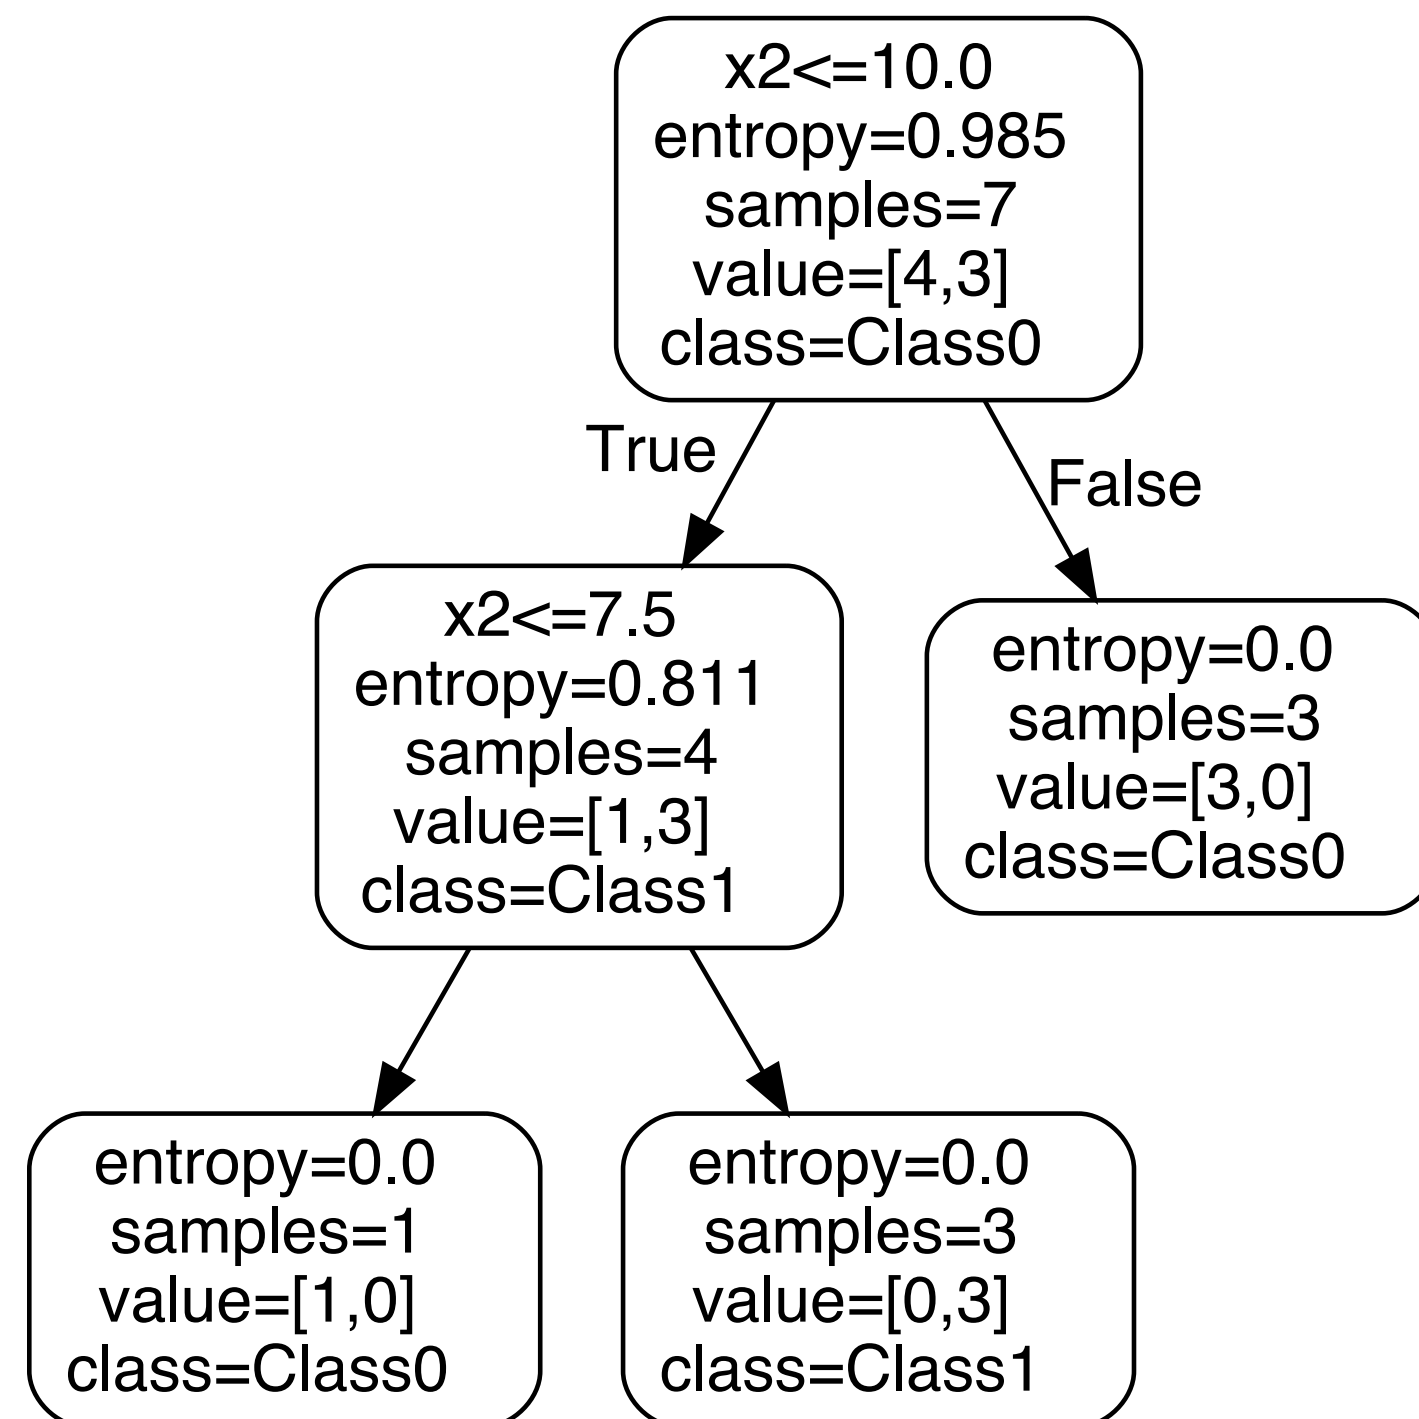 x2<=10.0
entropy=0.985
samples=7
value=[4,3]
class=Class0
True
False
x2<=7.5
entropy=0.811
samples=4
value=[1,3]
class=Class1
entropy=0.0
samples=3
value=[3,0]
class=Class0
entropy=0.0
samples=1
value=[1,0]
class=Class0
entropy=0.0
samples=3
value=[0,3]
class=Class1